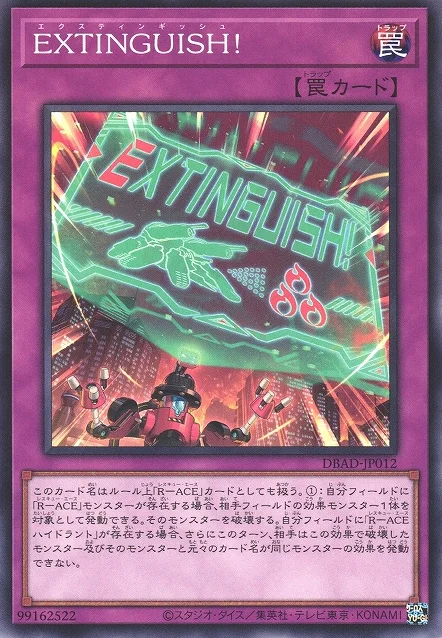 エクスティンギッシュ
EXTINGUISH!
トラップ
罠
【罠カード】
EXTINGUISH!
DBAD-JP012
このカード名はルール上「R-ACE」カードとしても扱う。①：自分フィールドに
「R-ACE」モンスターが存在する場合、相手フィールドの効果モンスター１体を
対象として発動できる。そのモンスターを破壊する。自分フィールドに「R-ACE
ハイドラント」が存在する場合、さらにこのターン、相手はこの効果で破壊した
モンスター及びそのモンスターと元々のカード名が同じモンスターの効果を発動
できない。
99162522
©スタジオ・ダイス／集英社・テレビ東京・KONAMI